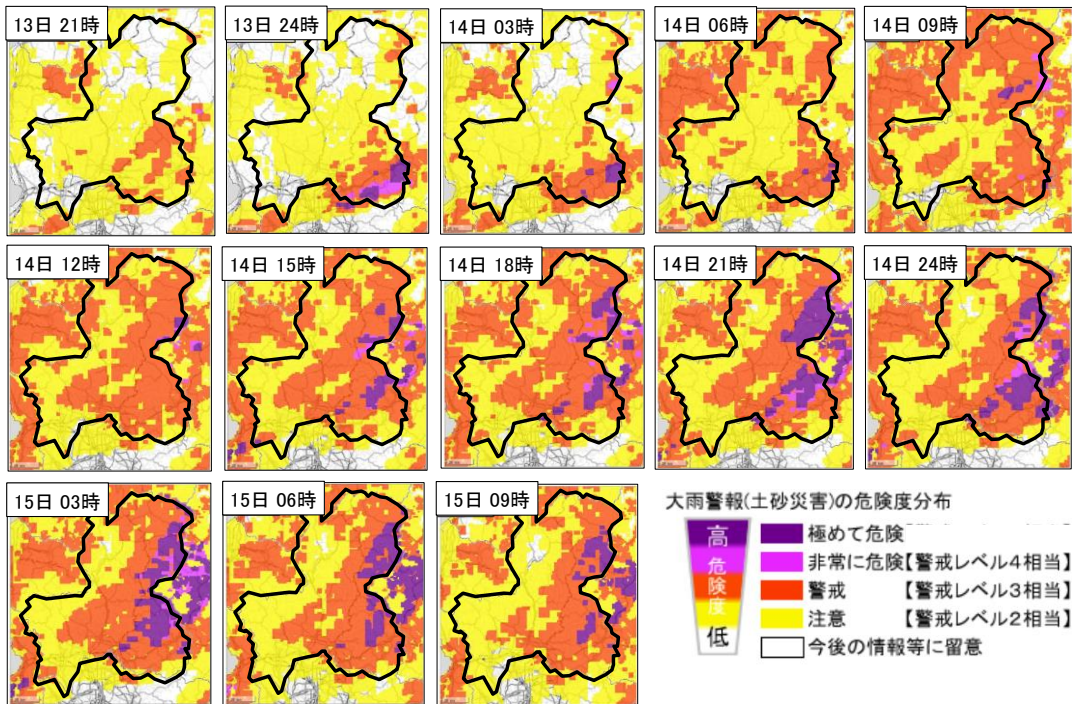 13日 21時
13日 24時
14日 03時
14日 06時
14日 09時
14日 12時
14日 15時
14日 18時
14日 21時
14日 24時
15日 03時
15日 06時
15日 09時
大雨警報(土砂災害)の危険度分布
高
危険度
低
極めて危険
非常に危険【警戒レベル4相当】
警戒 【警戒レベル3相当】
注意 【警戒レベル2相当】
今後の情報等に留意